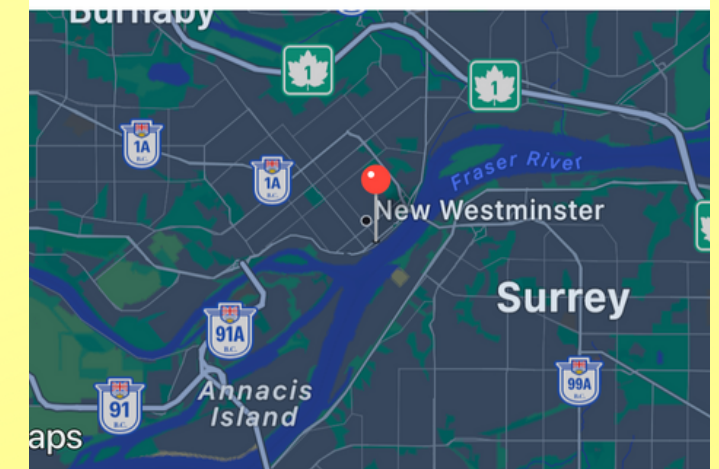 Burnaby
1
1
1A
B.C.
1A
B.C.
Fraser River
New Westminster
Surrey
91A
B.C.
99A
B.C.
Annacis
Island
91
B.C.
aps